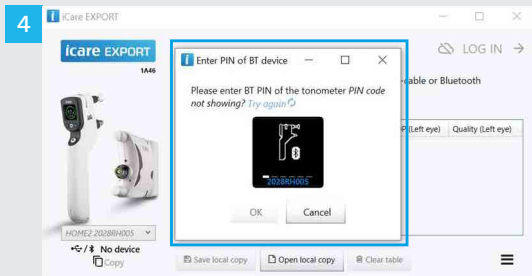 4
iCare EXPORT
icare EXPORT
1A46
LOG IN
Enter PIN of BT device
-cable or Bluetooth
Please enter BT PIN of the tonometer PIN code
not showing? Try again
(Left eye) Quality (Left eye)
2028RH005
OK Cancel
HOME2 2028RH005
No device
Copy
Save local copy Open local copy Clear table